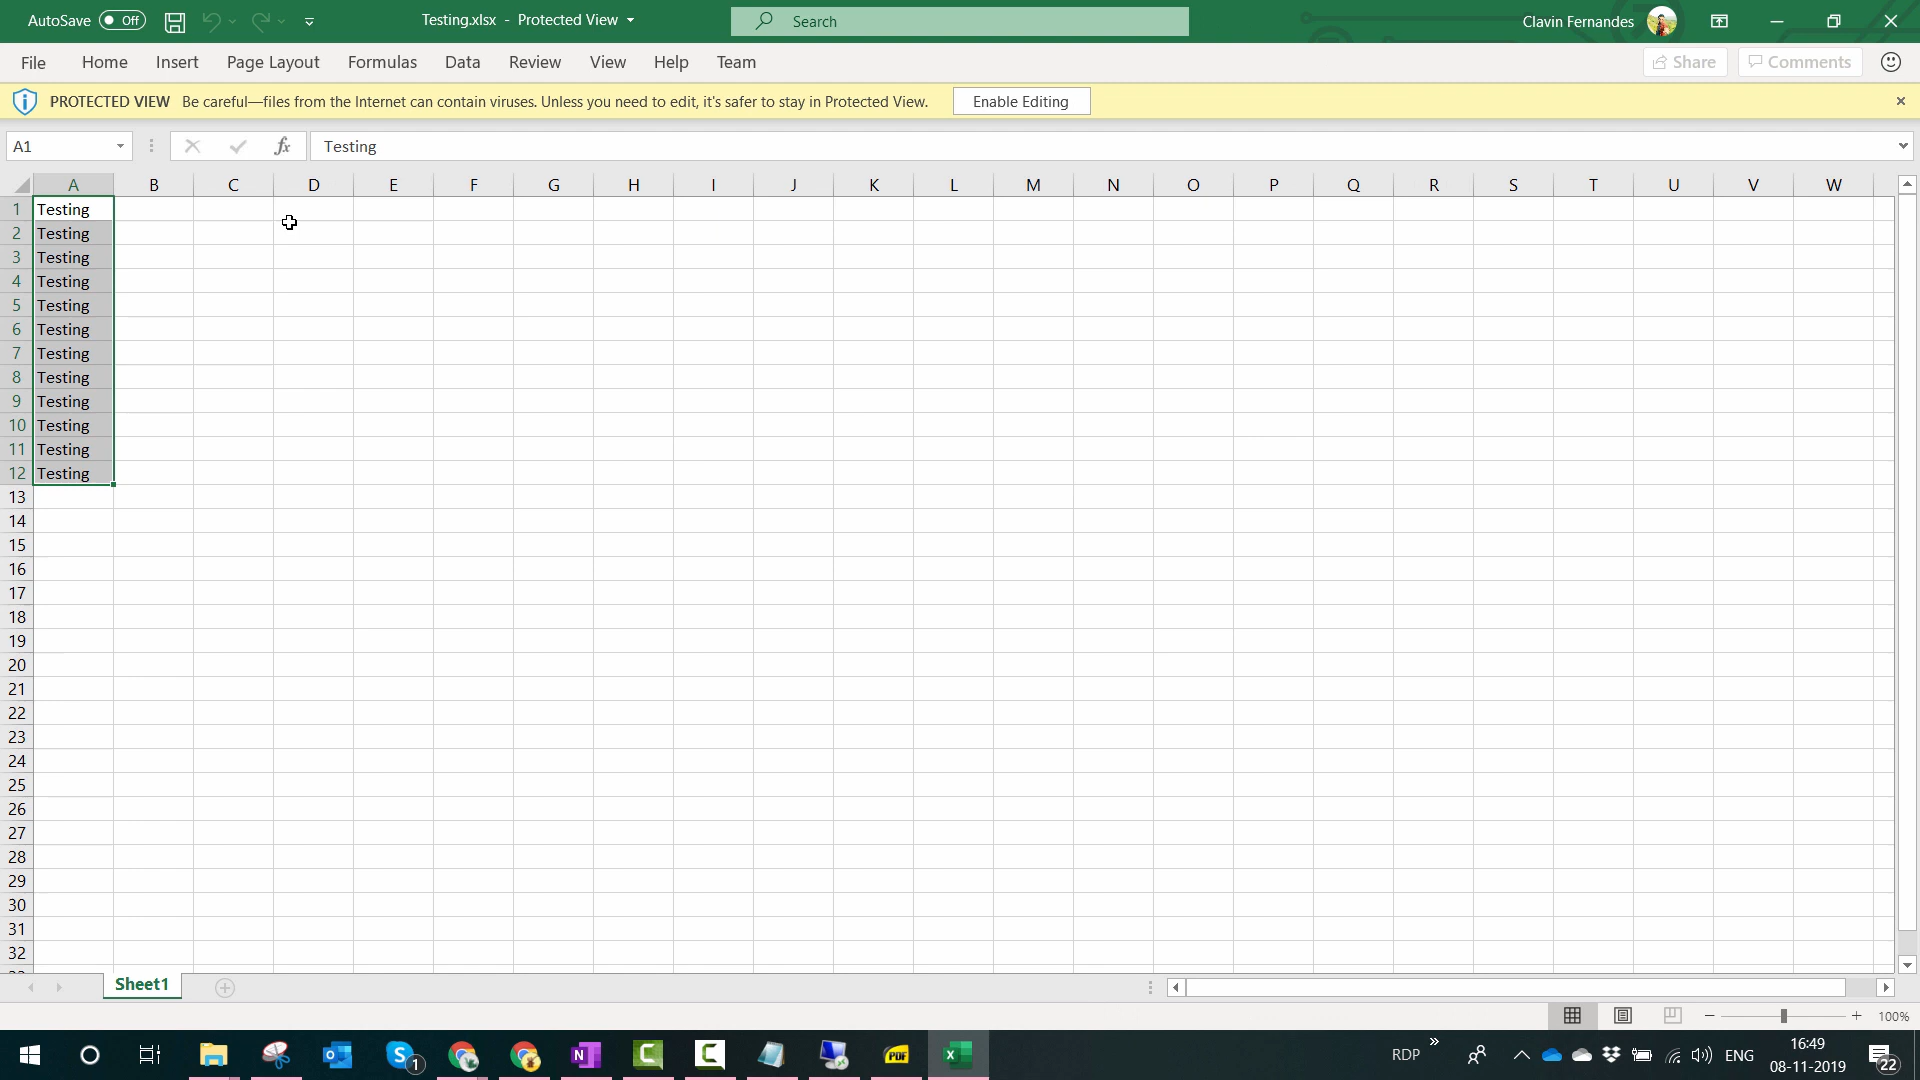 AutoSave Off Testing.xlsx - Protected View Search Clavin Fernandes
File Home Insert Page Layout Formulas Data Review View Help Team Share Comments
PROTECTED VIEW Be careful—files from the Internet can contain viruses. Unless you need to edit, it's safer to stay in Protected View. Enable Editing
A1 fx Testing
A B C D E F G H I J K L M N O P Q R S T U V W
1 Testing
2 Testing
3 Testing
4 Testing
5 Testing
6 Testing
7 Testing
8 Testing
9 Testing
10 Testing
11 Testing
12 Testing
13
14
15
16
17
18
19
20
21
22
23
24
25
26
27
28
29
30
31
32
Sheet1
100%
RDP ENG 16:49
08-11-2019
1
22
PDF